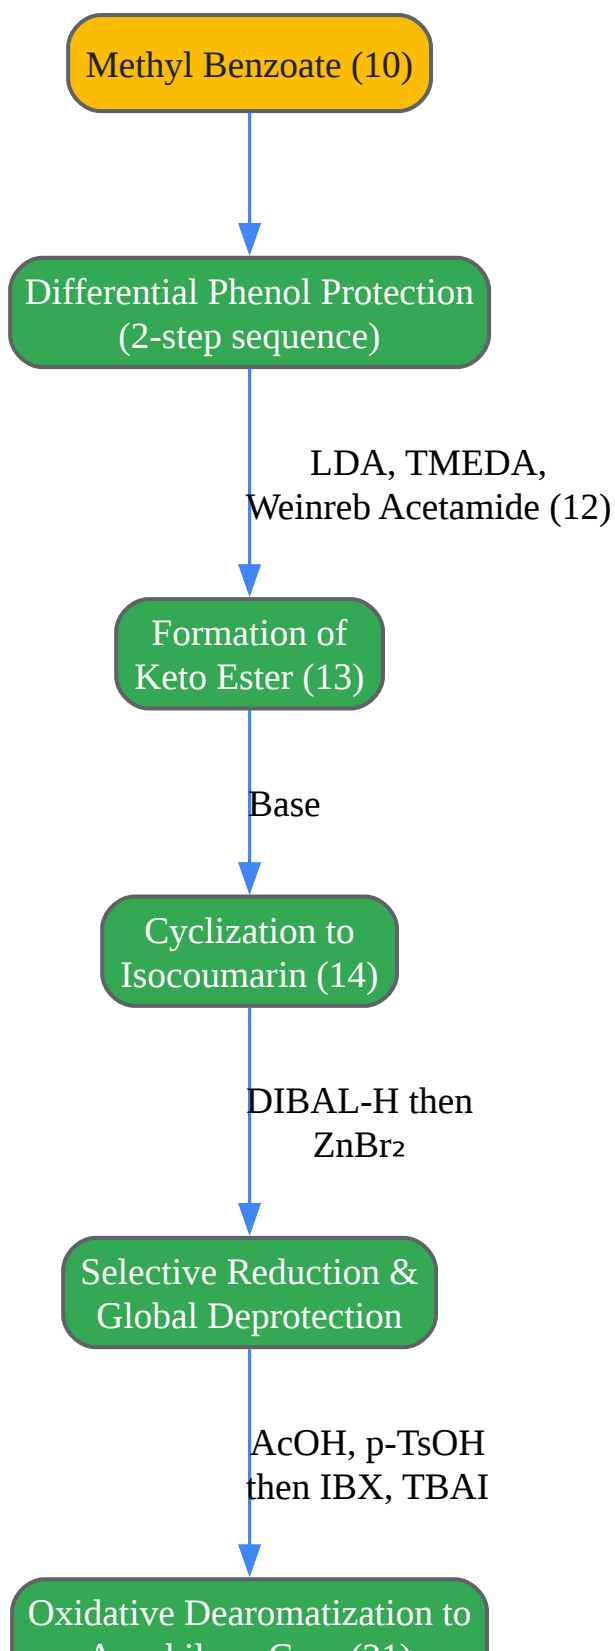 Methyl Benzoate (10)
Differential Phenol Protection
(2-step sequence)
LDA, TMEDA,
Weinreb Acetamide (12)
Formation of
Keto Ester (13)
Base
Cyclization to
Isocoumarin (14)
DIBAL-H then
ZnBr₂
Selective Reduction &
Global Deprotection
AcOH, p-TsOH
then IBX, TBAI
Oxidative Dearomatization to